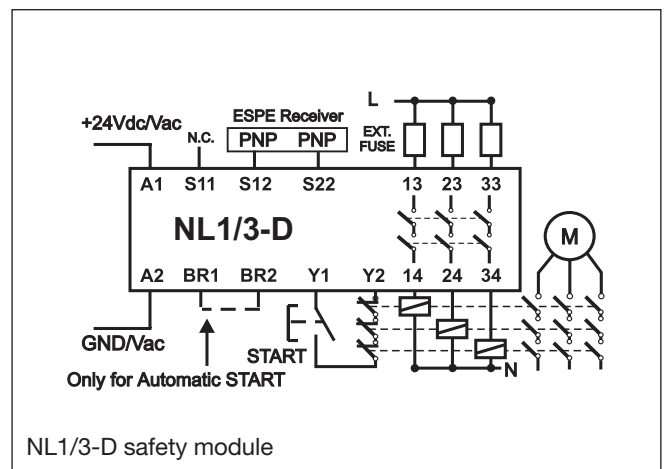 L
+24Vdc/Vac
N.C.
ESPE Receiver
PNP PNP
EXT.
FUSE
A1 S11 S12 S22 13 23 33
NL1/3-D
M
A2 BR1 BR2 Y1 Y2 14 24 34
GND/Vac
START
N
Only for Automatic START
NL1/3-D safety module